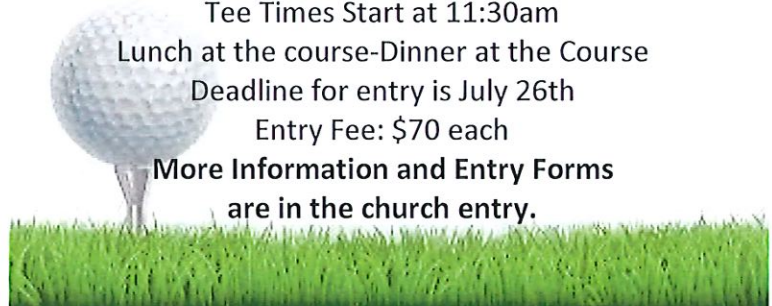 Tee Times Start at 11:30am
Lunch at the course-Dinner at the Course
Deadline for entry is July 26th
Entry Fee: $70 each
More Information and Entry Forms
are in the church entry.